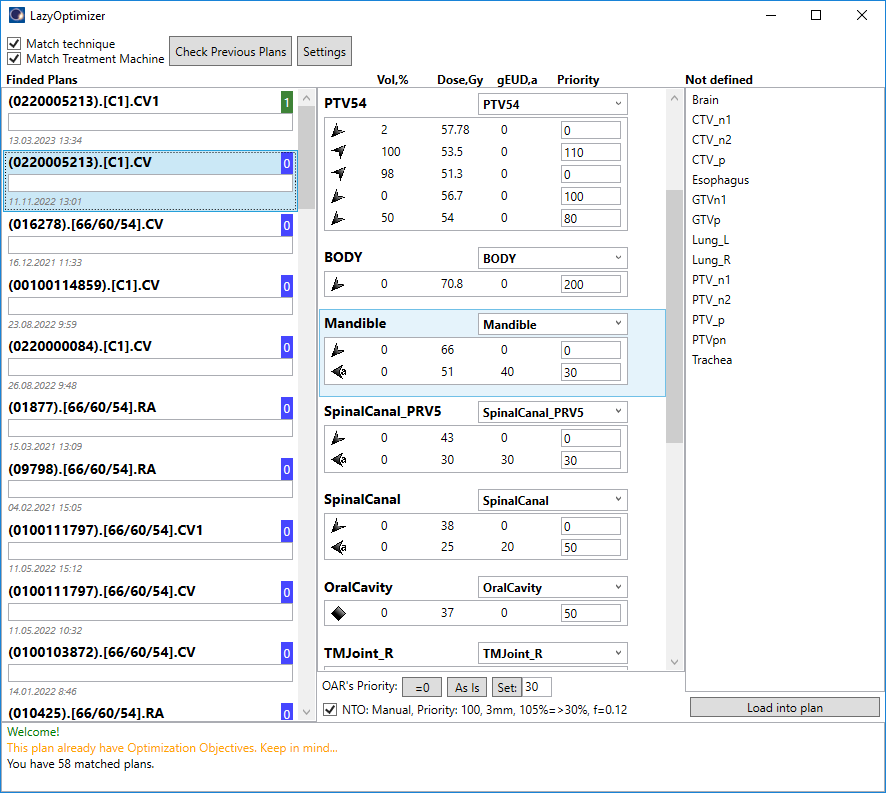 LazyOptimizer
Match technique
Match Treatment Machine
Check Previous Plans
Settings
Finded Plans
(0220005213).[C1].CV1
1
13.03.2023 13:34
(0220005213).[C1].CV
0
11.11.2022 13:01
(016278).[66/60/54].CV
0
16.12.2021 11:33
(00100114859).[C1].CV
0
23.08.2022 9:59
(0220000084).[C1].CV
0
26.08.2022 9:48
(01877).[66/60/54].RA
0
15.03.2021 13:09
(09798).[66/60/54].RA
0
04.02.2021 15:05
(0100111797).[66/60/54].CV1
0
11.05.2022 15:12
(0100111797).[66/60/54].CV
0
11.05.2022 10:32
(0100103872).[66/60/54].CV
0
14.01.2022 8:46
(010425).[66/60/54].RA
0
Vol,% Dose,Gy gEUD,a Priority
PTV54 PTV54
2 57.78 0 0
100 53.5 0 110
98 51.3 0 0
0 56.7 0 100
50 54 0 80
BODY BODY
0 70.8 0 200
Mandible Mandible
0 66 0 0
a 0 51 40 30
SpinalCanal_PRV5 SpinalCanal_PRV5
0 43 0 0
a 0 30 30 30
SpinalCanal SpinalCanal
0 38 0 0
a 0 25 20 50
OralCavity OralCavity
0 37 0 50
TMJoint_R TMJoint_R
OAR's Priority: =0 As Is Set: 30
NTO: Manual, Priority: 100, 3mm, 105%=>30%, f=0.12
Not defined
Brain
CTV_n1
CTV_n2
CTV_p
Esophagus
GTVn1
GTVp
Lung_L
Lung_R
PTV_n1
PTV_n2
PTV_p
PTVpn
Trachea
Load into plan
Welcome!
This plan already have Optimization Objectives. Keep in mind...
You have 58 matched plans.